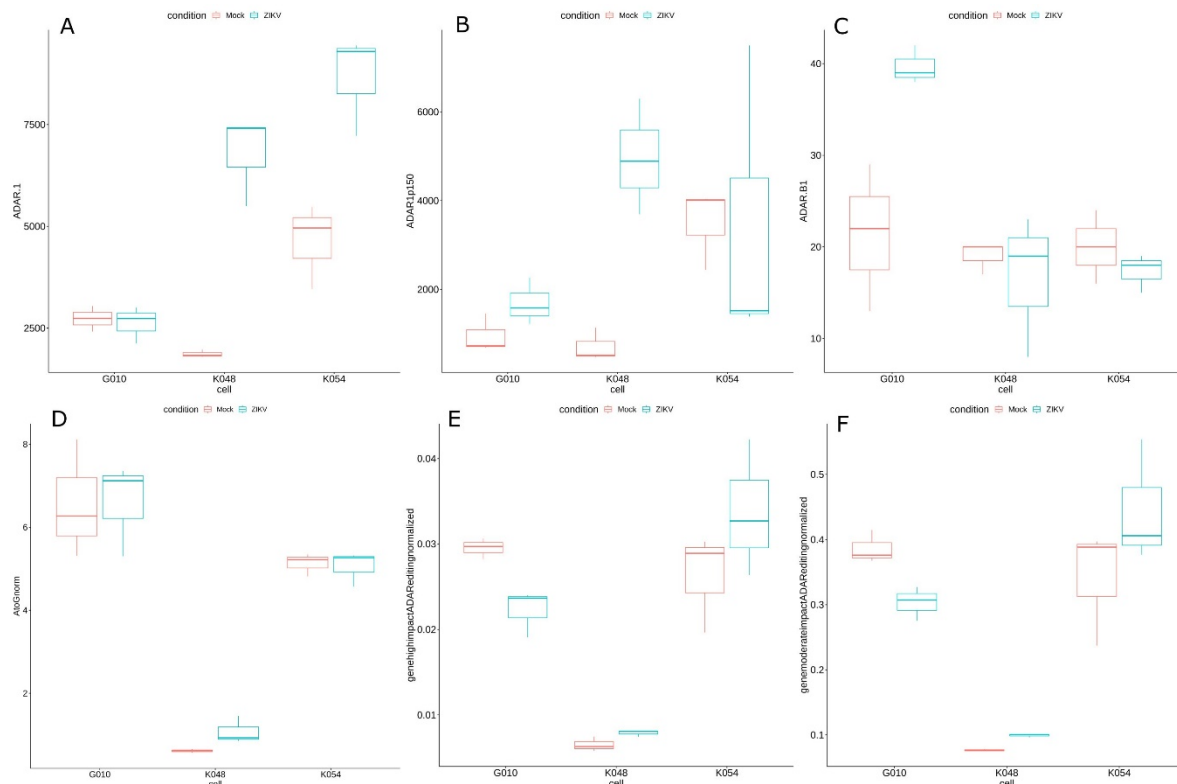 A
condition Mock ZIKV
ADAR.1
7500
5000
2500
G010 K048 K054
cell
B
condition Mock ZIKV
ADAR1p150
6000
4000
2000
G010 K048 K054
cell
C
condition Mock ZIKV
ADAR.B1
40
30
20
10
G010 K048 K054
cell
D
condition Mock ZIKV
AtoGnorm
8
6
4
2
G010 K048 K054
cell
E
condition Mock ZIKV
genehighimpactADAReditingnormalized
0.04
0.03
0.02
0.01
G010 K048 K054
cell
F
condition Mock ZIKV
genemoderateimpactADAReditingnormalized
0.5
0.4
0.3
0.2
0.1
G010 K048 K054
cell